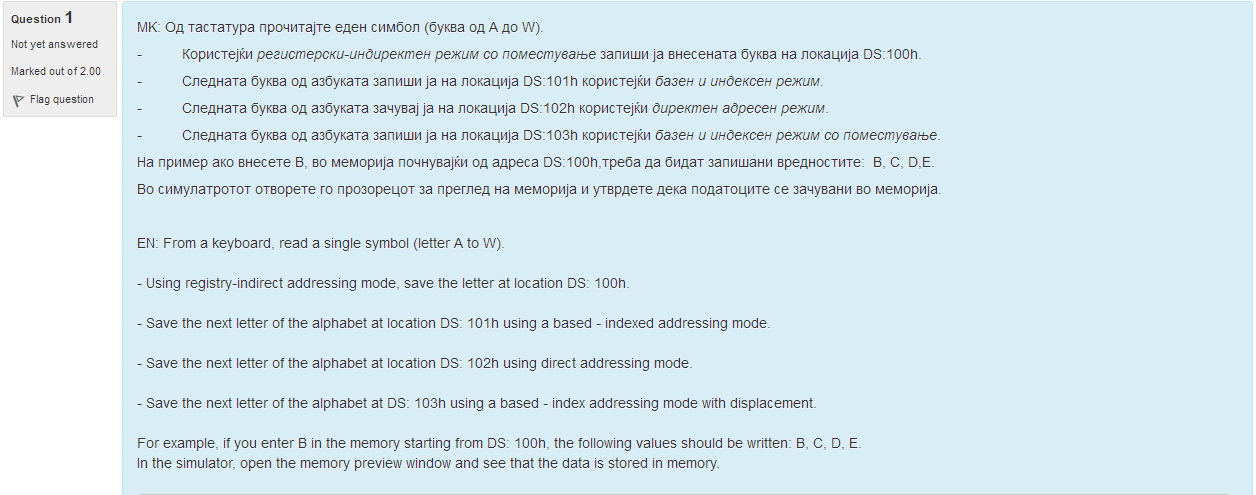 Question 1
Not yet answered
Marked out of 2.00
Flag question
МК: Од тастатура прочитајте еден симбол (буква од A до W).
- Користејќи регистерски-индиректен режим со поместување запиши ја внесената буква на локација DS:100h.
- Следната буква од азбуката запиши ја на локација DS:101h користејќи базен и индексен режим.
- Следната буква од азбуката зачувај ја на локација DS:102h користејќи директен адресен режим.
- Следната буква од азбуката запиши ја на локација DS:103h користејќи базен и индексен режим со поместување.
На пример ако внесете B, во меморија почнувајќи од адреса DS:100h,треба да бидат запишани вредностите: B, C, D,E.
Во симулатротот отворете го прозорецот за преглед на меморија и утврдете дека податоците се зачувани во меморија.
EN: From a keyboard, read a single symbol (letter A to W).
- Using registry-indirect addressing mode, save the letter at location DS: 100h.
- Save the next letter of the alphabet at location DS: 101h using a based - indexed addressing mode.
- Save the next letter of the alphabet at location DS: 102h using direct addressing mode.
- Save the next letter of the alphabet at DS: 103h using a based - index addressing mode with displacement.
For example, if you enter B in the memory starting from DS: 100h, the following values should be written: B, C, D, E.
In the simulator, open the memory preview window and see that the data is stored in memory.